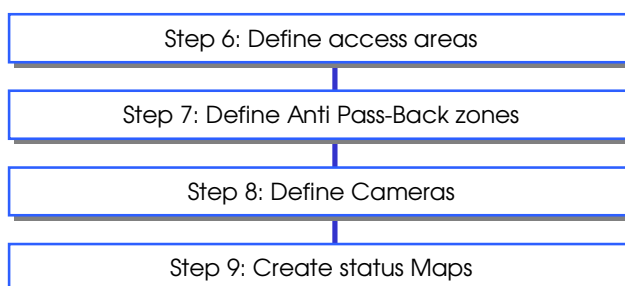 Step 6: Define access areas
Step 7: Define Anti Pass-Back zones
Step 8: Define Cameras
Step 9: Create status Maps